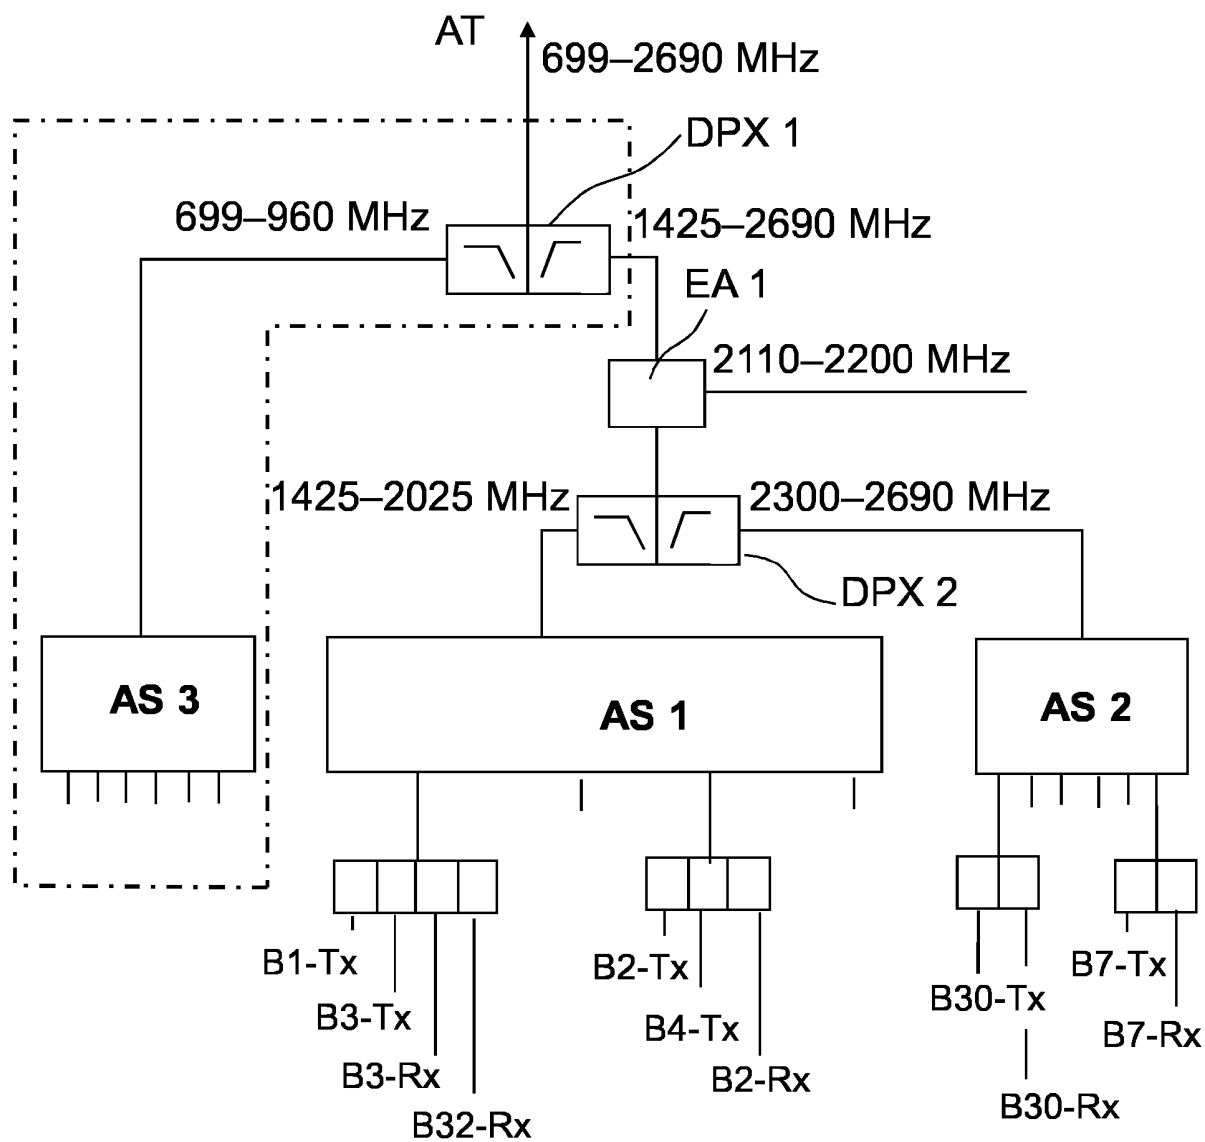 AT
699–2690 MHz
DPX 1
699–960 MHz
1425–2690 MHz
EA 1
2110–2200 MHz
1425–2025 MHz
2300–2690 MHz
DPX 2
AS 3
AS 1
AS 2
B1-Tx
B3-Tx
B3-Rx
B32-Rx
B2-Tx
B4-Tx
B2-Rx
B30-Tx
B30-Rx
B7-Tx
B7-Rx